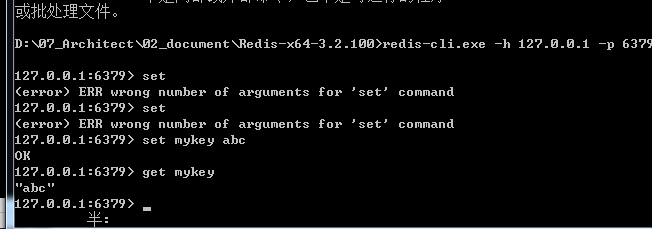 或批处理文件。
D:\07_Architect\02_document\Redis-x64-3.2.100>redis-cli.exe -h 127.0.0.1 -p 6379
127.0.0.1:6379> set
(error) ERR wrong number of arguments for 'set' command
127.0.0.1:6379> set
(error) ERR wrong number of arguments for 'set' command
127.0.0.1:6379> set mykey abc
OK
127.0.0.1:6379> get mykey
"abc"
127.0.0.1:6379>
半: